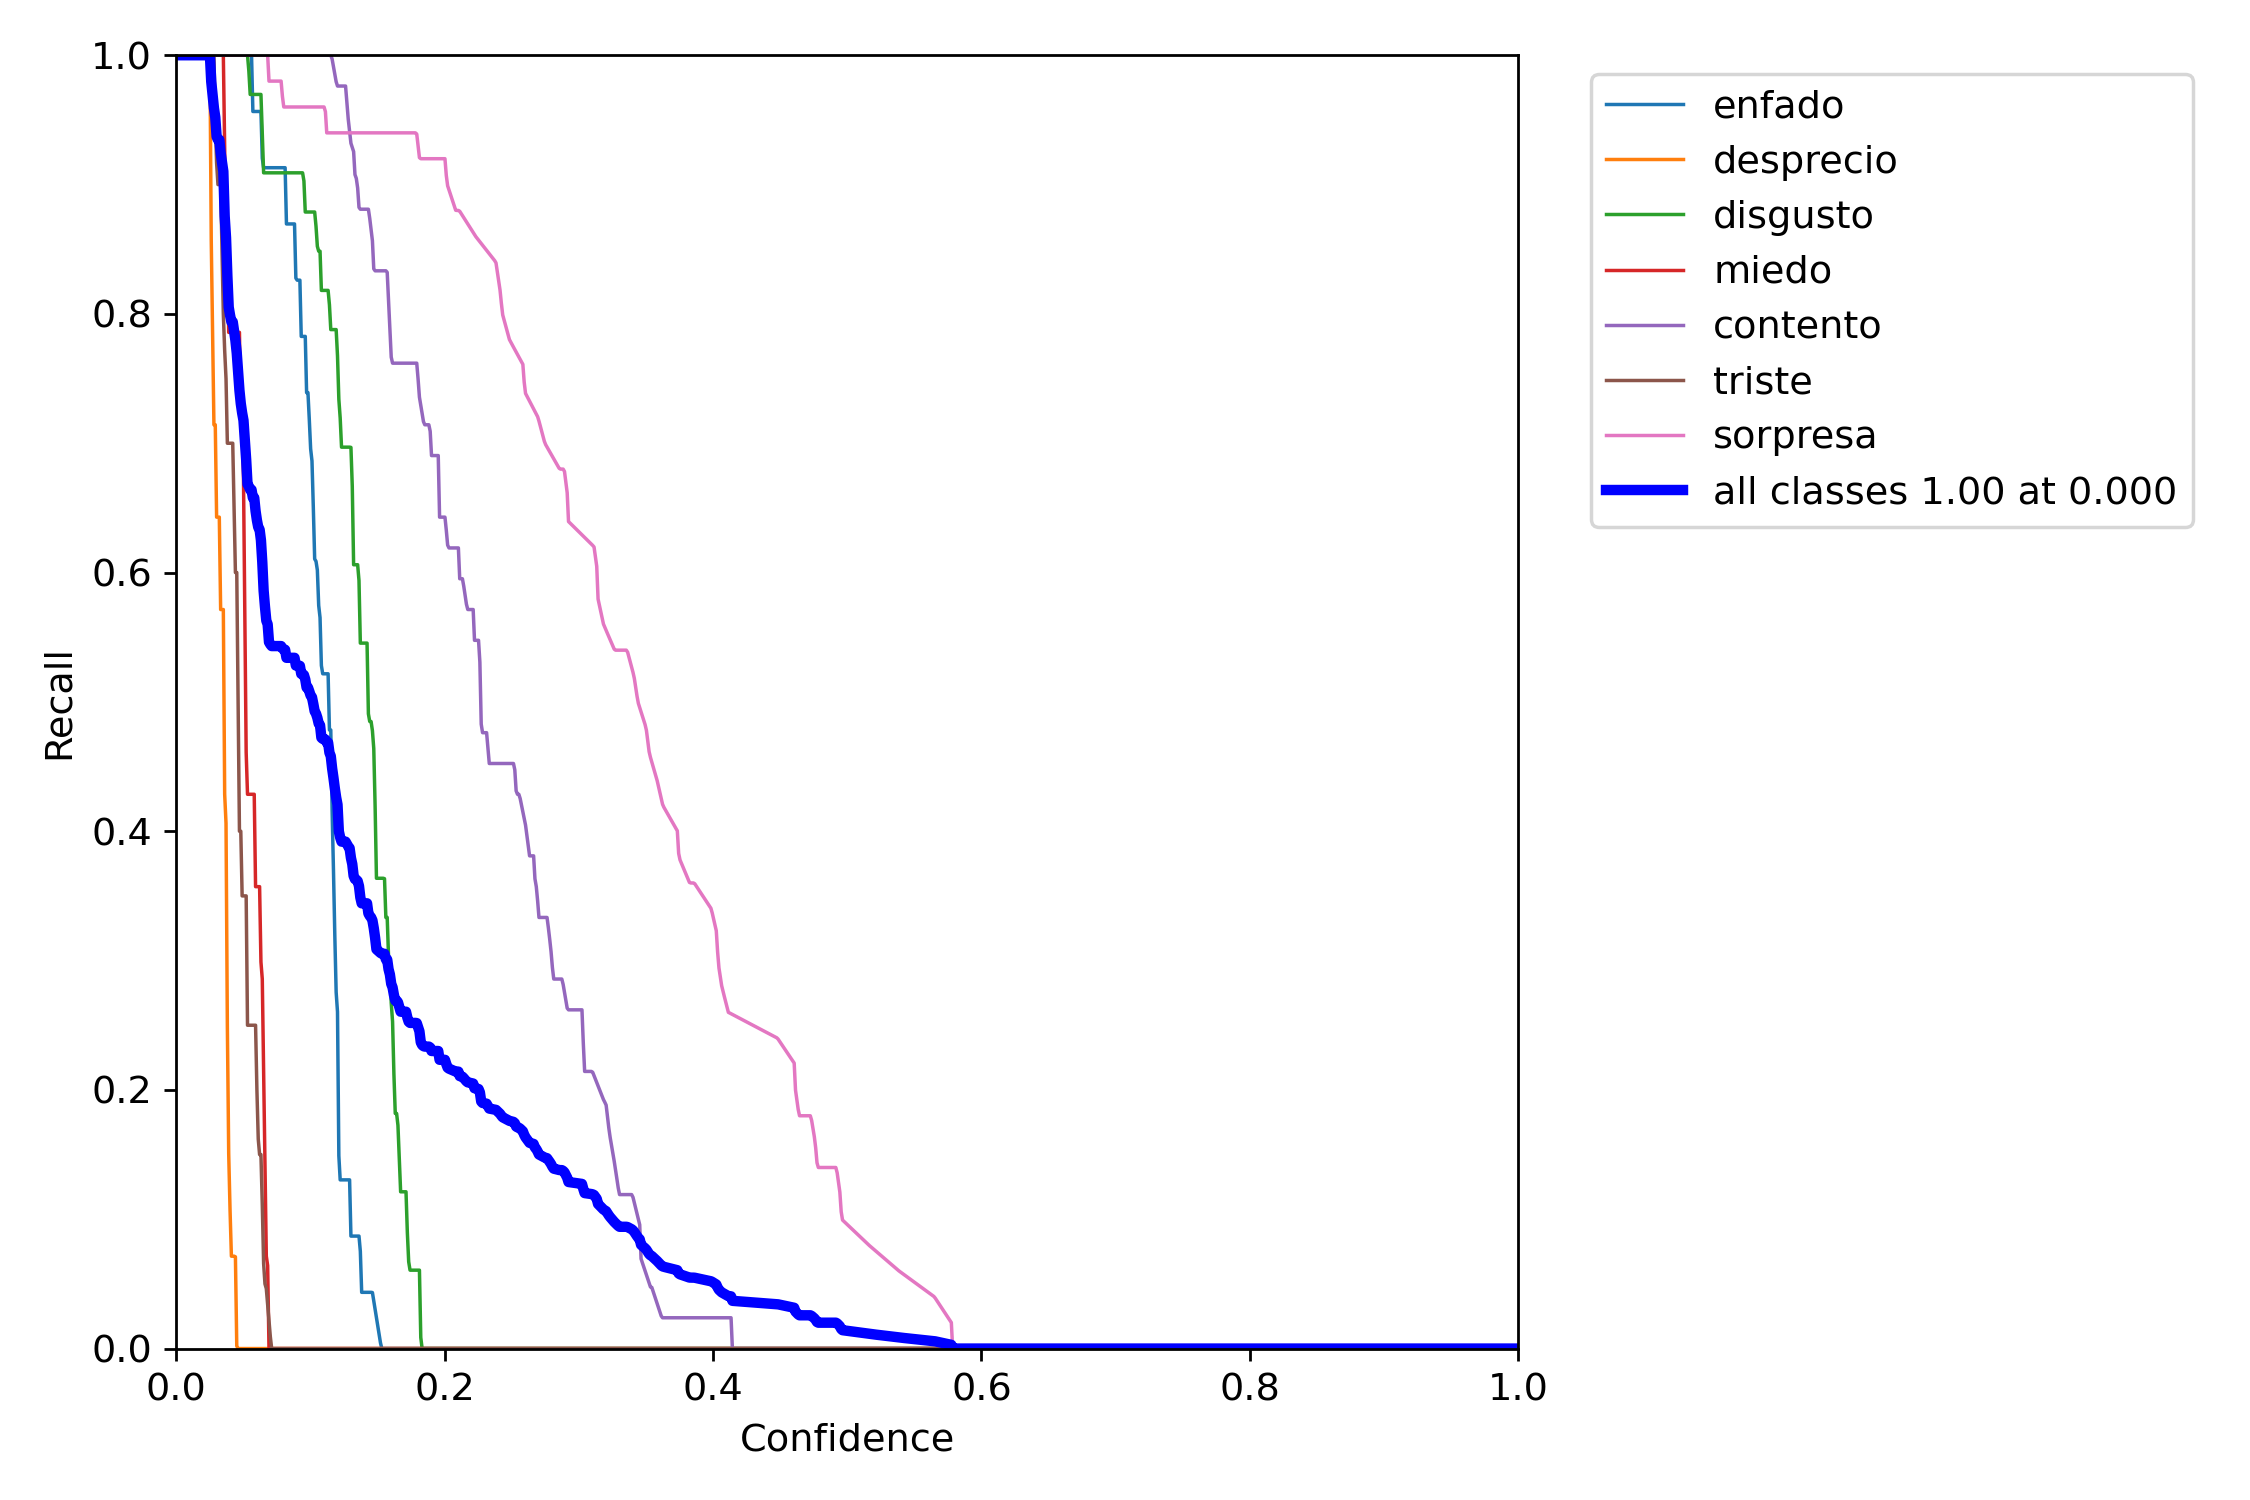 1.0
0.8
0.6
0.4
0.2
0.0
Recall
0.0 0.2 0.4 0.6 0.8 1.0
Confidence
enfado
desprecio
disgusto
miedo
contento
triste
sorpresa
all classes 1.00 at 0.000